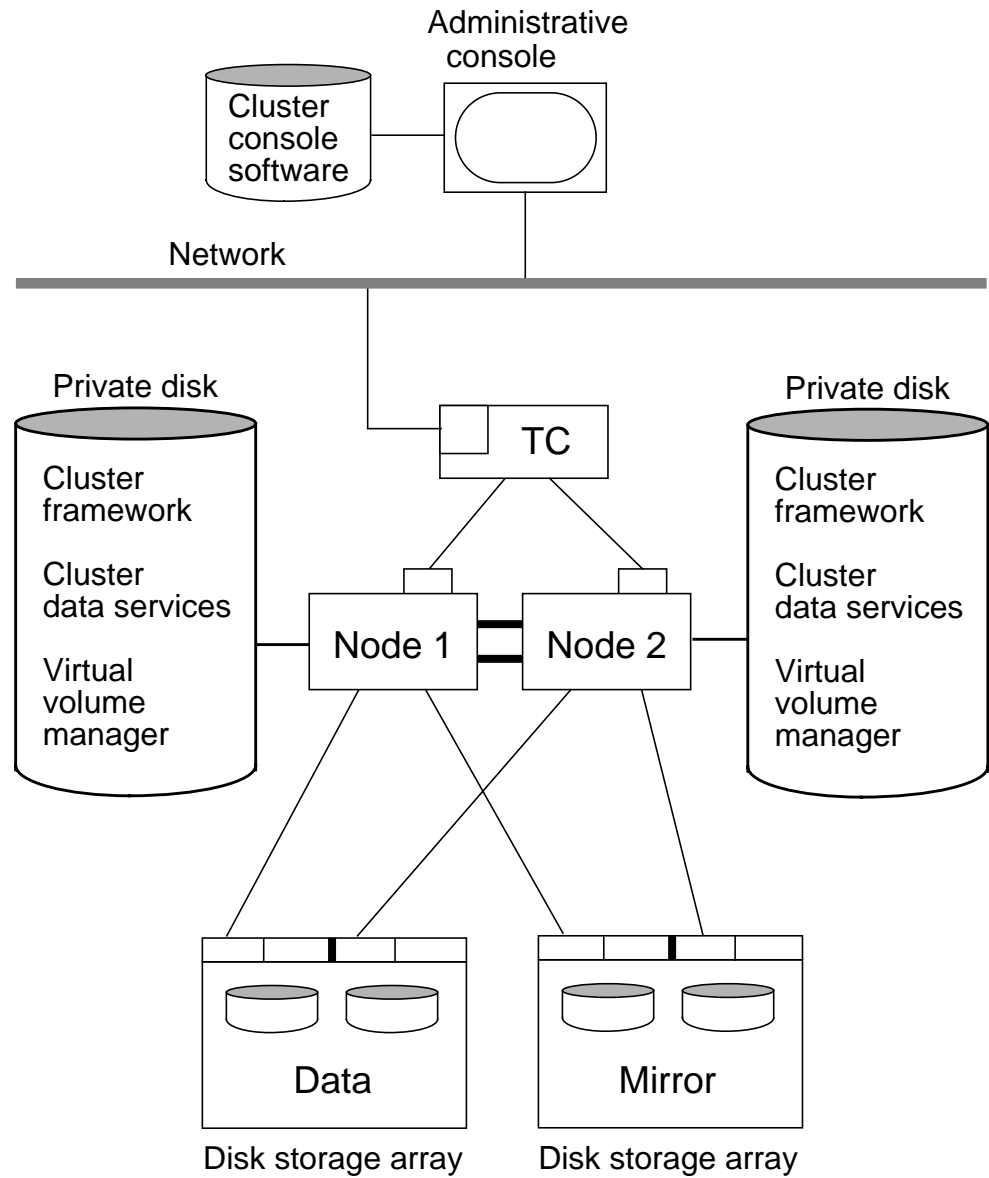 Administrative
console
Cluster
console
software
Network
Private disk
Private disk
TC
Cluster
framework
Cluster
data services
Virtual
volume
manager
Cluster
framework
Cluster
data services
Virtual
volume
manager
Node 1
Node 2
Data
Mirror
Disk storage array
Disk storage array